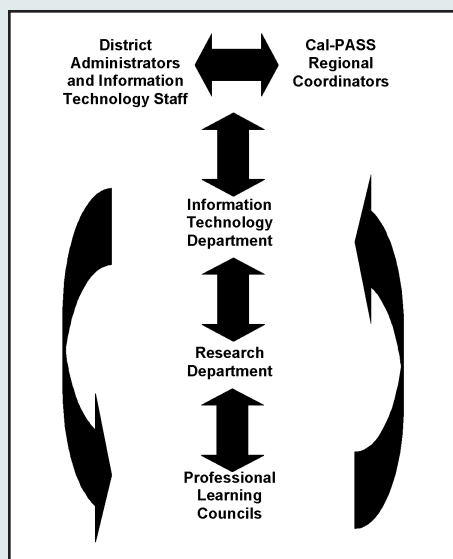 District
Administrators
and Information
Technology Staff
Cal-PASS
Regional
Coordinators
Information
Technology
Department
Research
Department
Professional
Learning
Councils